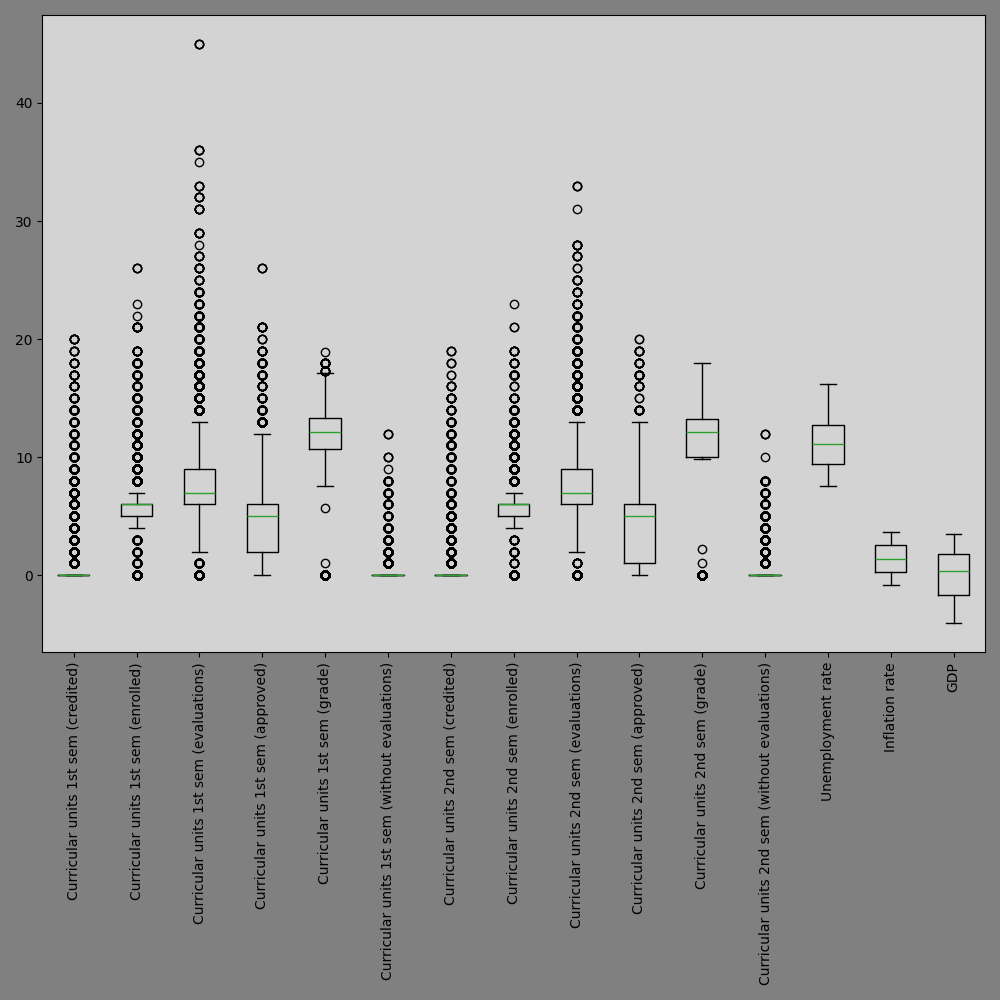 40
30
20
10
0
Curricular units 1st sem (credited)
Curricular units 1st sem (enrolled)
Curricular units 1st sem (evaluations)
Curricular units 1st sem (approved)
Curricular units 1st sem (grade)
Curricular units 1st sem (without evaluations)
Curricular units 2nd sem (credited)
Curricular units 2nd sem (enrolled)
Curricular units 2nd sem (evaluations)
Curricular units 2nd sem (approved)
Curricular units 2nd sem (grade)
Curricular units 2nd sem (without evaluations)
Unemployment rate
Inflation rate
GDP